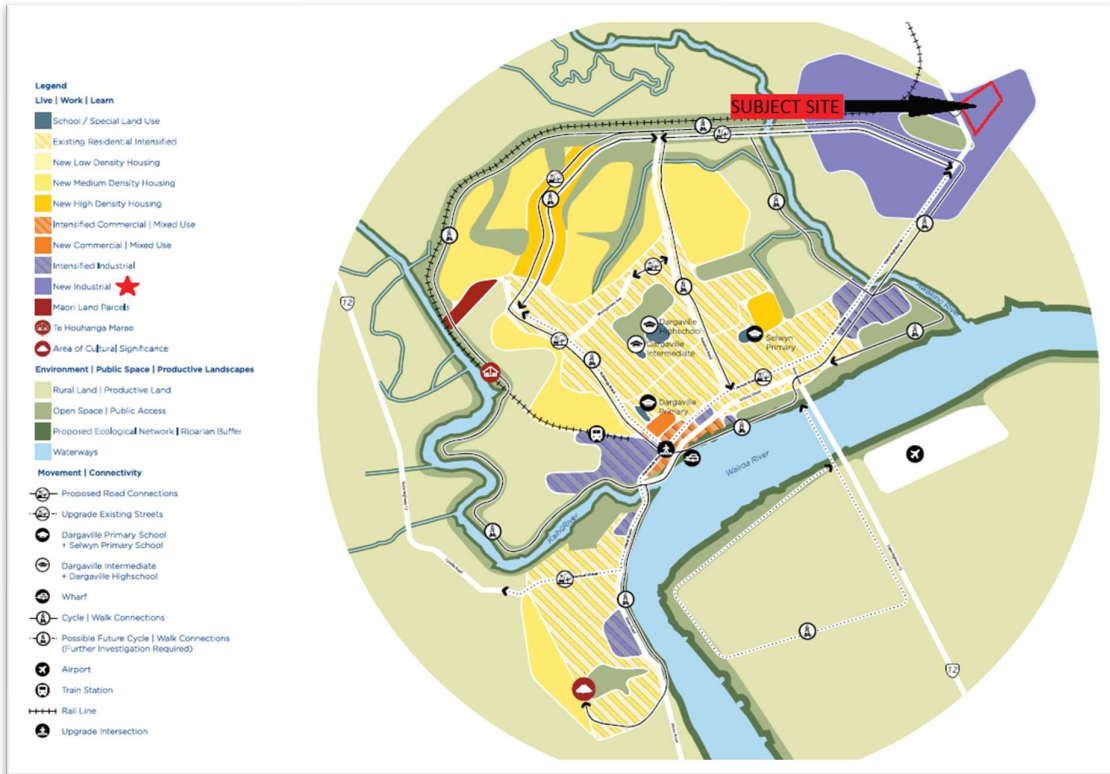 Legend
Live | Work | Learn
School / Special Land Use
Existing Residential Intensified
New Low Density Housing
New Medium Density Housing
New High Density Housing
Intensified Commercial | Mixed Use
New Commercial | Mixed Use
Intensified Industrial
New Industrial
Maori Land Parcels
Te Houhanga Marae
Area of Cultural Significance
Environment | Public Space | Productive Landscapes
Rural Land | Productive Land
Open Space | Public Access
Proposed Ecological Network | Riparian Buffer
Waterways
Movement | Connectivity
Proposed Road Connections
Upgrade Existing Streets
Dargaville Primary School
+ Selwyn Primary School
Dargaville Intermediate
+ Dargaville Highschool
Wharf
Cycle | Walk Connections
Possible Future Cycle | Walk Connections
(Further Investigation Required)
Airport
Train Station
Rail Line
Upgrade Intersection
SUBJECT SITE
12
Dargaville
Highschool
Dargaville
Intermediate
Selwyn
Primary
Dargaville
Primary
Wairoa River
Kaihu River
12